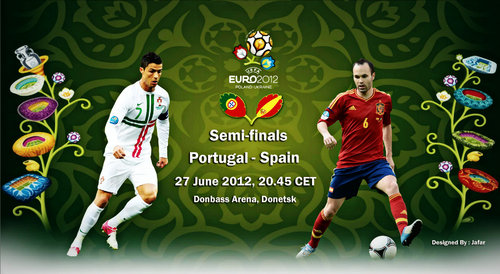 UEFA
EURO2012
POLAND-UKRAINE
Semi-finals
Portugal - Spain
27 June 2012, 20.45 CET
Donbass Arena, Donetsk
6
Designed By : Jafar